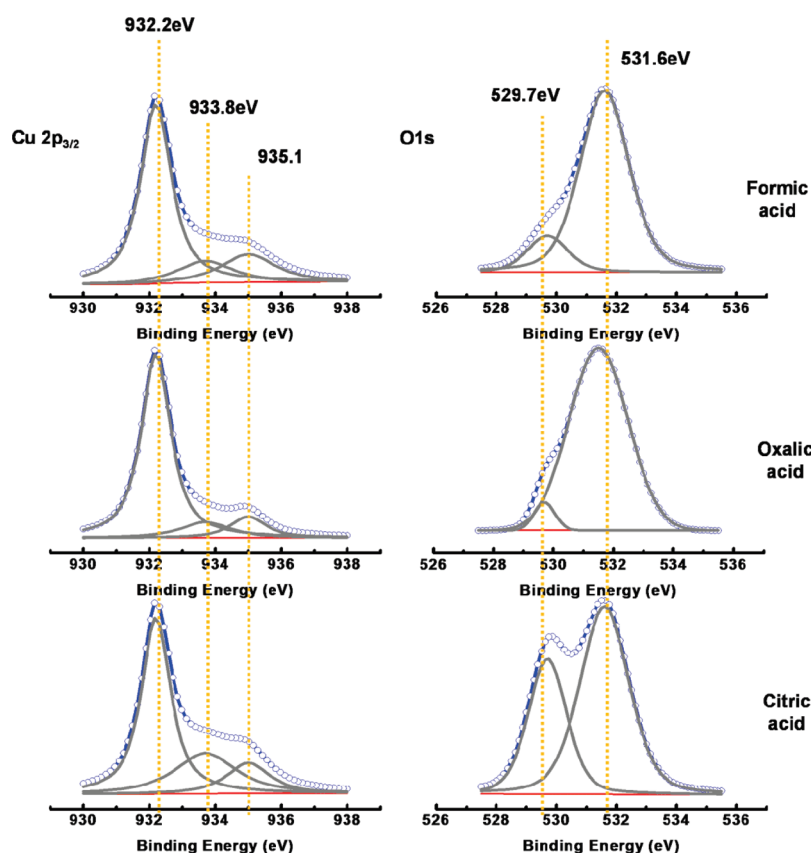 932.2eV
933.8eV
935.1
Cu 2p3/2
529.7eV
531.6eV
O1s
Formic
acid
930 932 934 936 938
Binding Energy (eV)
526 528 530 532 534 536
Binding Energy (eV)
Oxalic
acid
930 932 934 936 938
Binding Energy (eV)
526 528 530 532 534 536
Binding Energy (eV)
Citric
acid
930 932 934 936 938
Binding Energy (eV)
526 528 530 532 534 536
Binding Energy (eV)